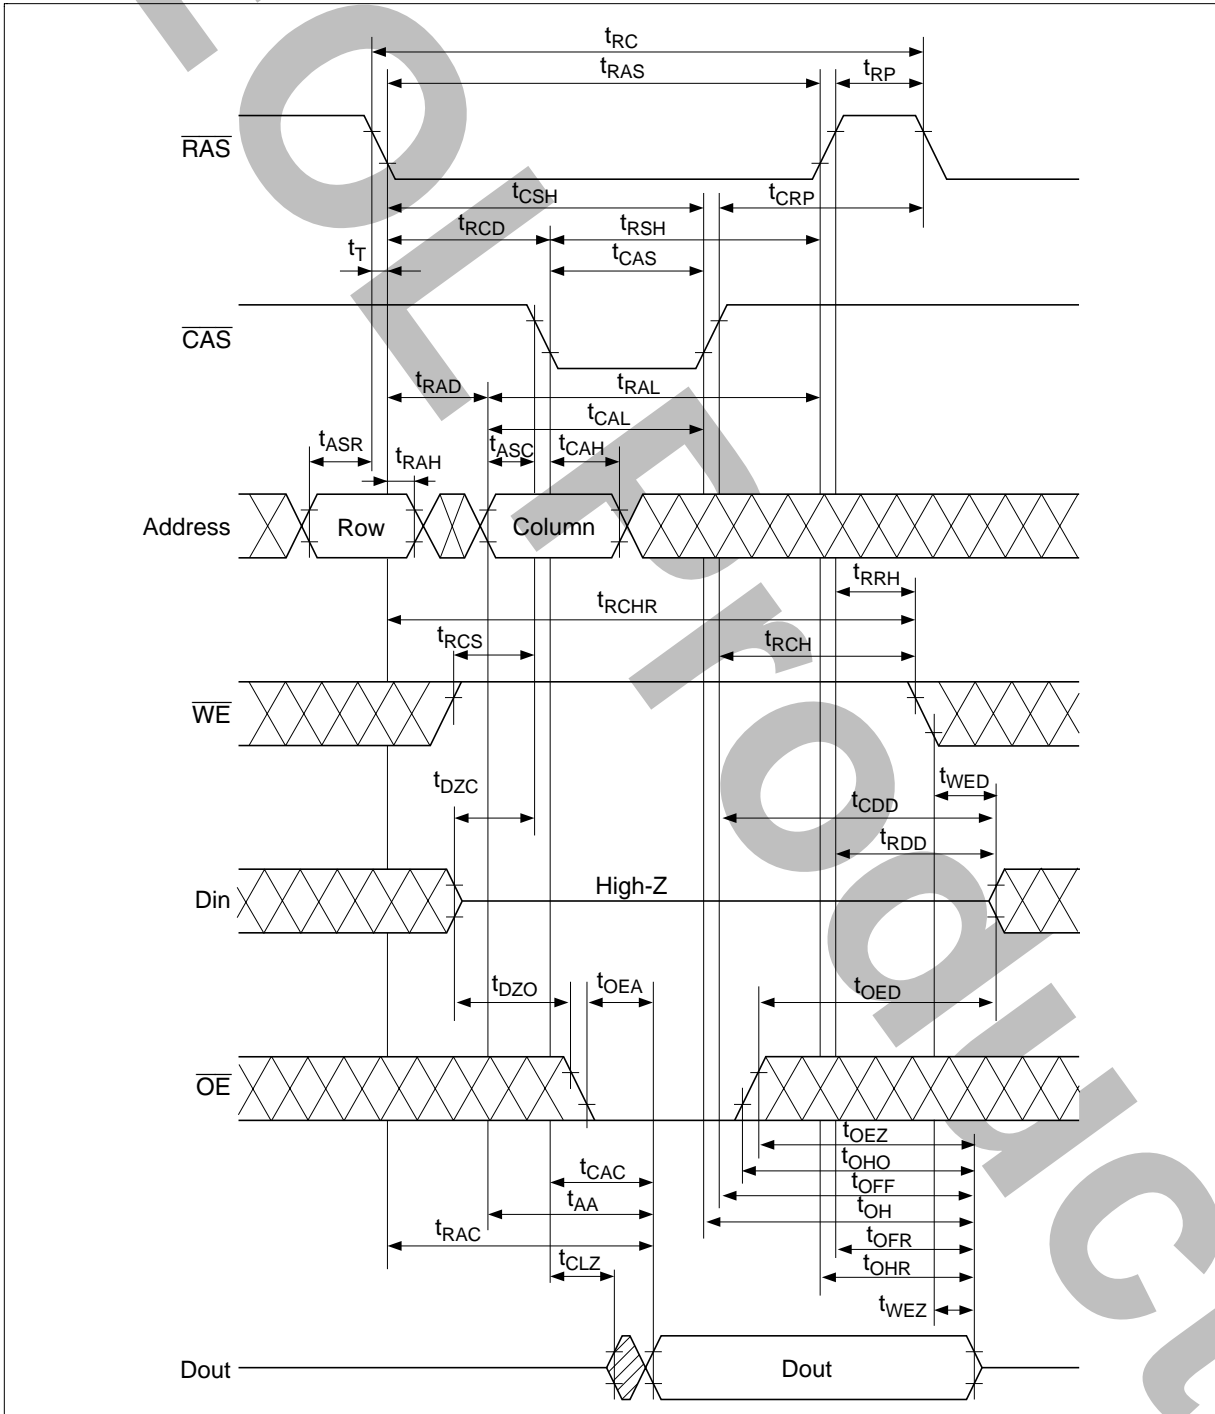 tRC
tRAS
tRP
RAS
tCSH
tCRP
tRCD
tRSH
tT
tCAS
CAS
tRAD
tRAL
tCAL
tASR
tRAH
tASC
tCAH
Address
Row
Column
tRRH
tRCHR
tRCS
tRCH
WE
tDZC
tWED
tCDD
tRDD
Din
High-Z
tDZO
tOEA
tOED
OE
tOEZ
tOHO
tCAC
tOFF
tAA
tOH
tRAC
tOFR
tCLZ
tOHR
tWEZ
Dout
Dout
EOL Product